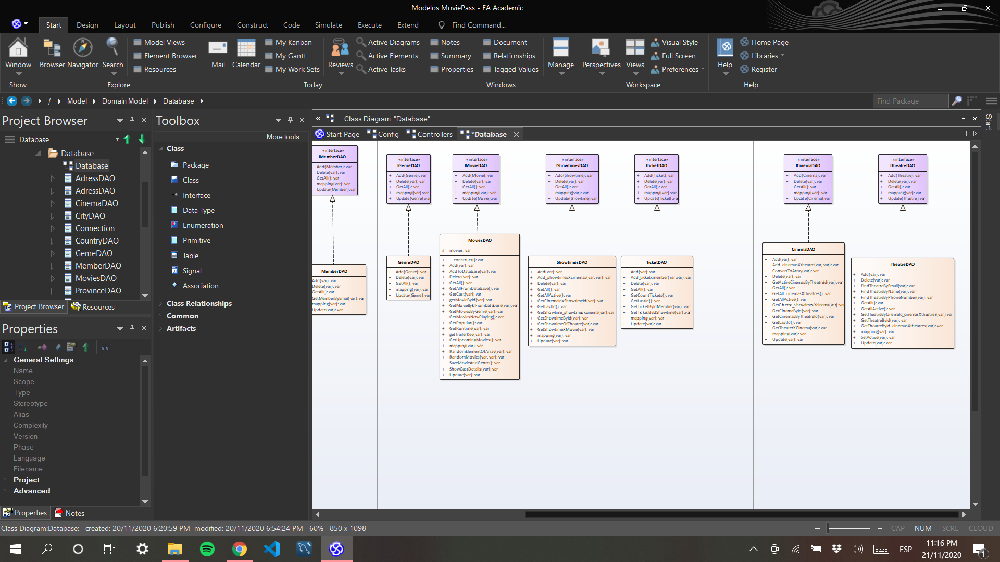 Modelos MoviePass - EA Academic
Start
Design
Layout
Publish
Configure
Construct
Code
Simulate
Execute
Extend
Find Command...
Window
Show
Browser
Navigator
Search
Model Views
Element Browser
Resources
Explore
Mail
Calendar
My Kanban
My Gantt
My Work Sets
Today
Reviews
Active Diagrams
Active Elements
Active Tasks
Notes
Summary
Properties
Document
Relationships
Tagged Values
Windows
Manage
Perspectives
Views
Visual Style
Full Screen
Preferences
Workspace
Help
Home Page
Libraries
Register
Help
/ Model Domain Model Database
Find Package
Project Browser
Database
Database
Database
AdressDAO
AdressDAO
CinemaDAO
CityDAO
Connection
CountryDAO
GenreDAO
MemberDAO
MoviesDAO
ProvinceDAO
Project Browser
Resources
Properties
General Settings
Name
Scope
Type
Stereotype
Alias
Complexity
Version
Phase
Language
Filename
Project
Advanced
Properties
Notes
Toolbox
More tools...
Class
Package
Class
Interface
Data Type
Enumeration
Primitive
Table
Signal
Association
Class Relationships
Common
Artifacts
Class Diagram: "Database"
Start Page
Config
Controllers
*Database
Start
«interface»
IMemberDAO
Add(Member): var
Delete(var): var
GetAll(): var
mapping(var): var
Update(Member):var
«interface»
IGenreDAO
+ Add(Genre): var
+ Delete(var): var
+ GetAll(): var
+ mapping(var): var
+ Update(Genre): var
«interface»
IMovieDAO
+ Add(Movie): var
+ Delete(var): var
+ GetAll(): var
+ mapping(var): var
+ Update(Movie):var
«interface»
IShowtimesDAO
+ Add(Showtime): var
+ Delete(var): var
+ GetAll(): var
+ mapping(var): var
+ Update(Showtime):var
«interface»
ITicketDAO
+ Add(Ticket): var
+ Delete(var): var
+ GetAll(): var
+ mapping(var): var
+ Update(Ticket): var
«interface»
ICinemaDAO
+ Add(Cinema): var
+ Delete(var): var
+ GetAll(): var
+ mapping(var): var
+ Update(Cinema):var
«interface»
ITheatreDAO
+ Add(Theatre): var
+ Delete(var): var
+ GetAll(): var
+ mapping(var): var
+ Update(Theatre):var
MemberDAO
Add(var): var
Delete(var): var
GetAll(): var
GetMemberByEmail(var): var
mapping(var): var
Update(var): var
GenreDAO
+ Add(Genre): var
+ Delete(var): var
+ GetAll(): var
+ mapping(var): var
+ Update(Genre): var
MoviesDAO
# movies: var
+ __construct(): var
+ Add(var): var
+ AddToDatabase(var): var
+ Delete(var): var
+ GetAll(): var
+ GetAllFromDatabase(): var
+ GetCast(var): var
+ getMovieById(var): var
+ GetMovieByIdFromDatabase(var): var
+ GetMoviesByGenre(var): var
- GetMoviesNowPlaying(): var
+ GetPopular(): var
+ GetRuntime(var): var
+ getTrailerKey(var): var
+ GetUpcomingMovies(): var
+ mapping(var): var
+ RandomElementOfArray(var): var
+ RandomMovies(var, var): var
- SaveMovieAndGenre(): var
+ ShowCastDetails(var): var
+ Update(var): var
ShowtimesDAO
+ Add(var): var
+ Add_showtimesXcinemas(var, var): var
+ Delete(var): var
+ GetAll(): var
+ GetAllActive(): var
+ GetCinemaIdxShowtimeId(var): var
+ GetLastId(): var
+ GetShowtime_showtimesxcinema(var):var
+ GetShowtimeById(var): var
+ GetShowtimeOfTheatre(var): var
+ GetShowtimeXMovie(var): var
+ mapping(var): var
+ Update(var): var
TicketDAO
+ Add(var): var
+ Add_ticketxmember(var,var): var
+ Delete(var): var
+ GetAll(): var
+ GetCountTickets(): var
+ GetLastId(): var
+ GetTicketByIdMember(var): var
+ GetTicketByIdShowtime(var): var
+ mapping(var): var
+ Update(var): var
CinemaDAO
+ Add(var): var
+ Add_cinemasXtheatre(var, var): var
+ ConvertToArray(var): var
+ Delete(var): var
+ GetActiveCinemasByTheatreId(var): var
+ GetAll(): var
+ GetAll_cinemasXtheatres(): var
+ GetAllActive(): var
+ GetCinema_showtimesXcinema(var): var
+ GetCinemaById(var): var
+ GetCinemasByTheatreId(var): var
+ GetLastId(): var
+ GetTheaterXCinema(var): var
+ mapping(var): var
+ Update(var): var
TheatreDAO
+ Add(var): var
+ Delete(var): var
+ FindTheatreByEmail(var): var
+ FindTheatreByName(var): var
+ FindTheatreByPhoneNumber(var): var
+ GetAll(): var
+ GetAllActive(): var
+ GetTheatreByCinemaId_cinemasXtheatres(var):var
+ GetTheatreById(var): var
+ GetTheatreById_cinemasXtheatres(var): var
+ mapping(var): var
+ SetActive(var): var
+ Update(var): var
Class Diagram:Database: created: 20/11/2020 6:20:59 PM modified: 20/11/2020 6:54:24 PM 60% 850 x 1098
CAP NUM SCRL CLOUD
ESP
11:16 PM
21/11/2020
1